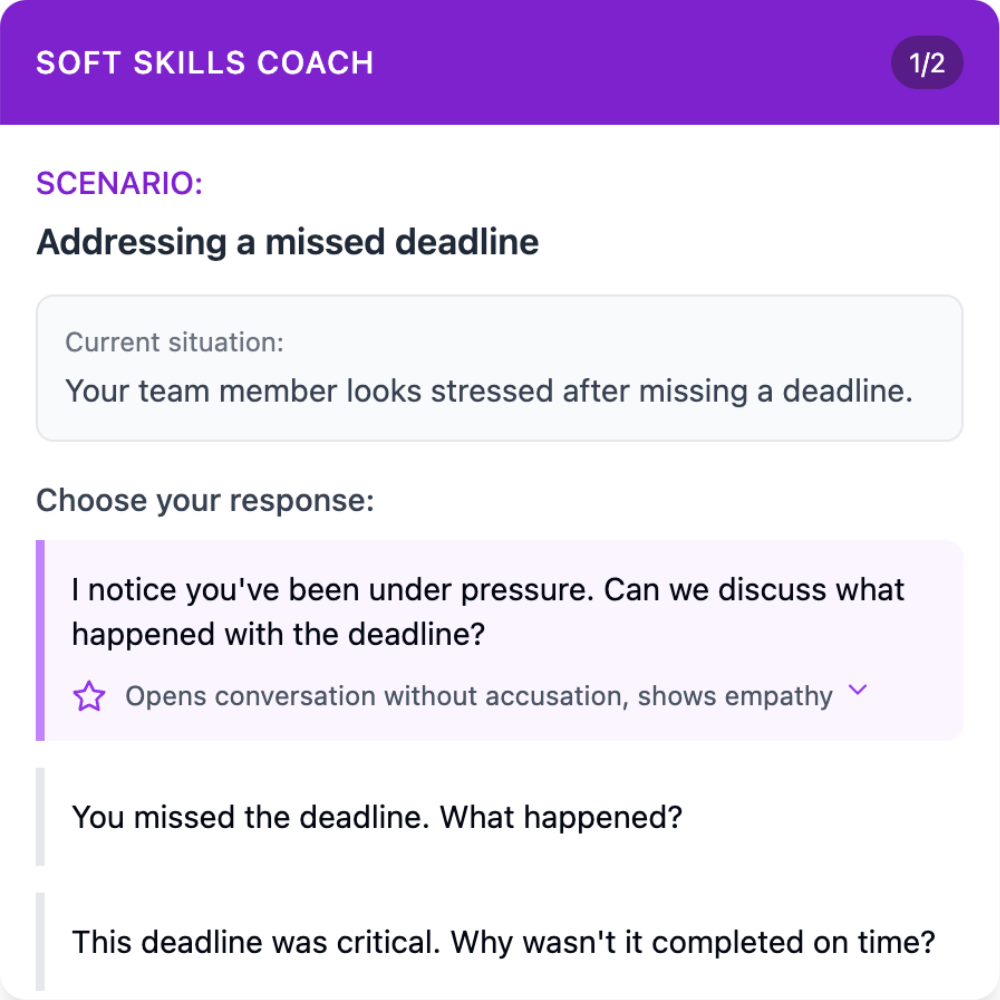 SOFT SKILLS COACH
1/2
SCENARIO:
Addressing a missed deadline
Current situation:
Your team member looks stressed after missing a deadline.
Choose your response:
I notice you've been under pressure. Can we discuss what
happened with the deadline?
Opens conversation without accusation, shows empathy
You missed the deadline. What happened?
This deadline was critical. Why wasn't it completed on time?